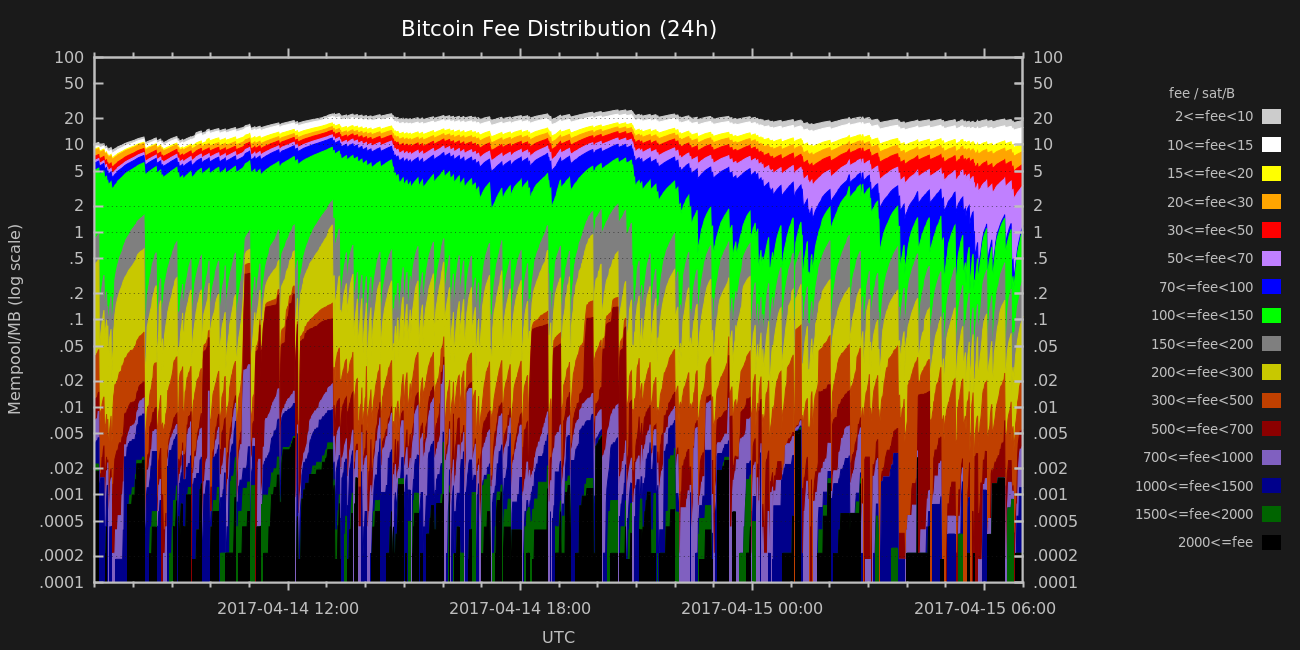 Bitcoin Fee Distribution (24h)
100
50
20
10
5
2
1
.5
.2
.1
.05
.02
.01
.005
.002
.001
.0005
.0002
.0001
Mempool/MB (log scale)
100
50
20
10
5
2
1
.5
.2
.1
.05
.02
.01
.005
.002
.001
.0005
.0002
.0001
2017-04-14 12:00
2017-04-14 18:00
2017-04-15 00:00
2017-04-15 06:00
UTC
fee / sat/B
2<=fee<10
10<=fee<15
15<=fee<20
20<=fee<30
30<=fee<50
50<=fee<70
70<=fee<100
100<=fee<150
150<=fee<200
200<=fee<300
300<=fee<500
500<=fee<700
700<=fee<1000
1000<=fee<1500
1500<=fee<2000
2000<=fee